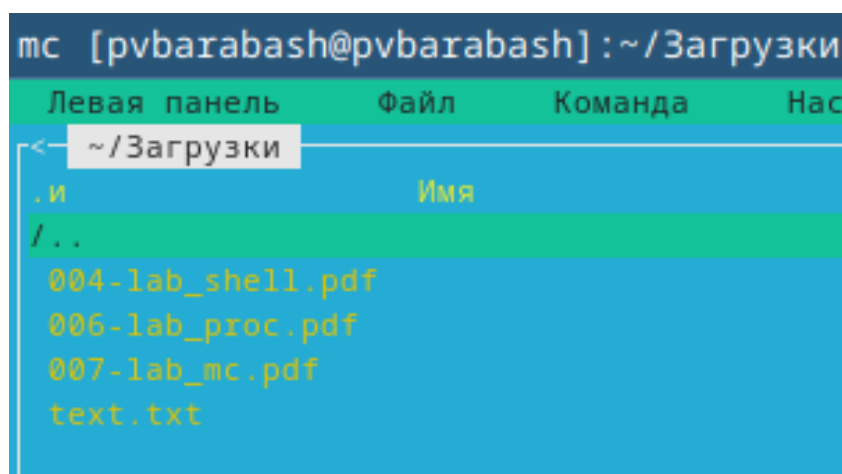 mc [pvbarabash@pvbarabash]:~/Загрузки
Левая панель Файл Команда Нас
<- ~/Загрузки
.и Имя
/..
004-lab_shell.pdf
006-lab_proc.pdf
007-lab_mc.pdf
text.txt